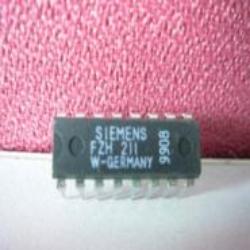 SIEMENS
FZH 211
W-GERMANY
9908